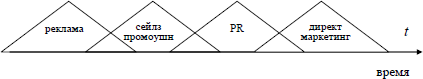 реклама
сейлз
промоушн
PR
директ
маркетинг
t
время